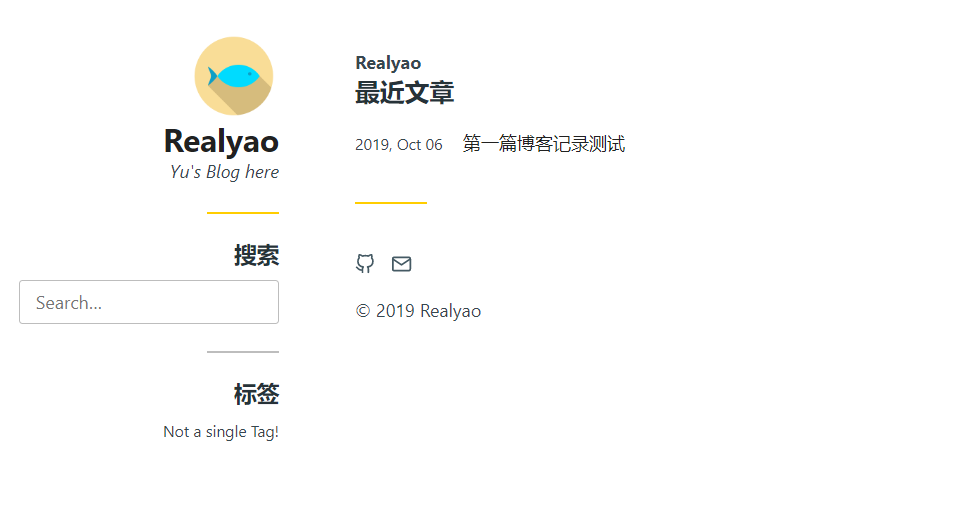 Realyao
Yu's Blog here
搜索
Search...
标签
Not a single Tag!
Realyao
最近文章
2019, Oct 06 第一篇博客记录测试
© 2019 Realyao